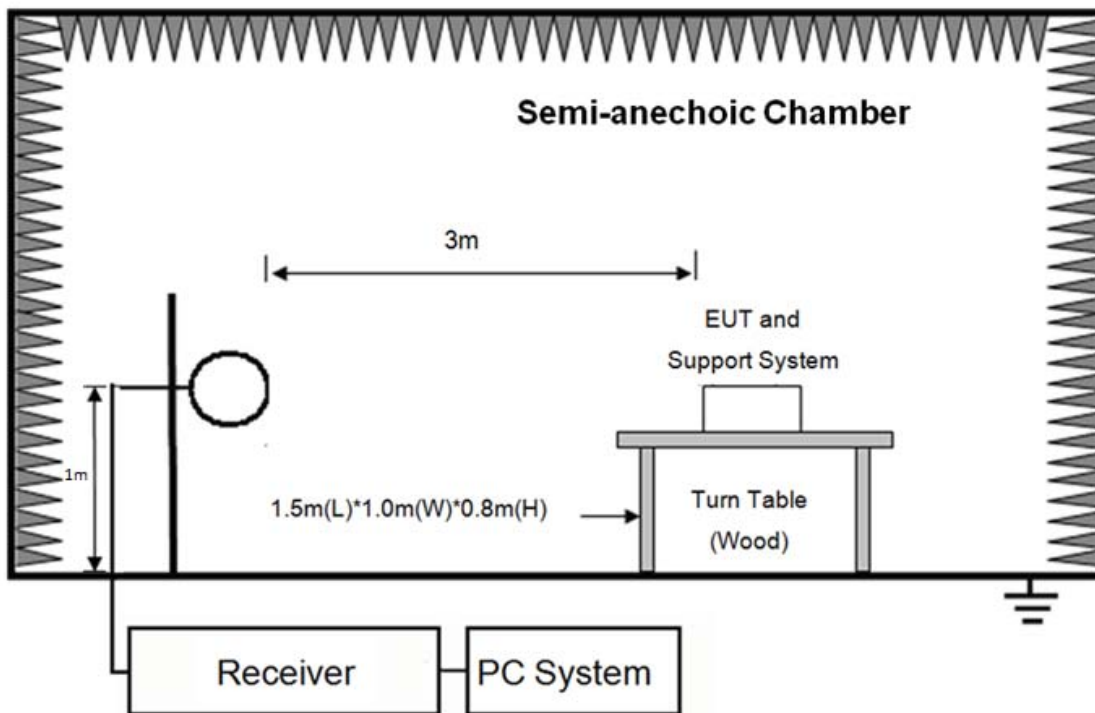 Semi-anechoic Chamber
3m
EUT and
Support System
1m
1.5m(L)*1.0m(W)*0.8m(H)
Turn Table
(Wood)
Receiver
PC System